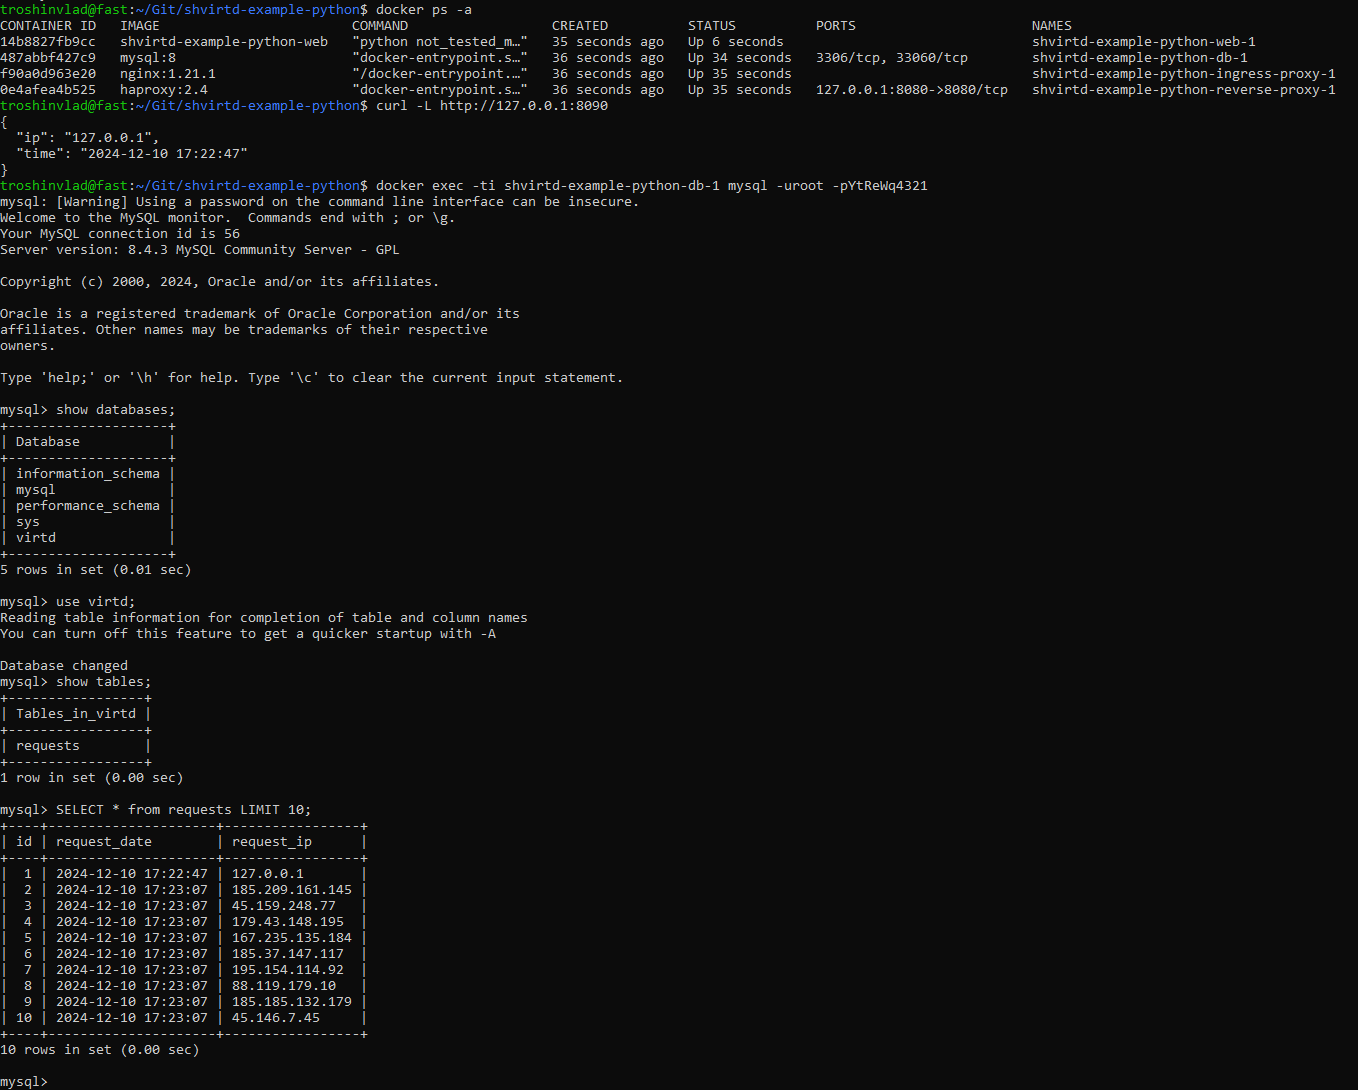 troshinvlad@fast:~/Git/shvirtd-example-python$ docker ps -a
CONTAINER ID   IMAGE                        COMMAND                  CREATED          STATUS          PORTS                      NAMES
14b8827fb9cc   shvirtd-example-python-web   "python not_tested_m…"   35 seconds ago   Up 6 seconds                               shvirtd-example-python-web-1
487abbf427c9   mysql:8                      "docker-entrypoint.s…"   36 seconds ago   Up 34 seconds   3306/tcp, 33060/tcp        shvirtd-example-python-db-1
f90a0d963e20   nginx:1.21.1                 "/docker-entrypoint.…"   36 seconds ago   Up 35 seconds                              shvirtd-example-python-ingress-proxy-1
0e4afea4b525   haproxy:2.4                  "docker-entrypoint.s…"   36 seconds ago   Up 35 seconds   127.0.0.1:8080->8080/tcp   shvirtd-example-python-reverse-proxy-1
troshinvlad@fast:~/Git/shvirtd-example-python$ curl -L http://127.0.0.1:8090
{
  "ip": "127.0.0.1",
  "time": "2024-12-10 17:22:47"
}
troshinvlad@fast:~/Git/shvirtd-example-python$ docker exec -ti shvirtd-example-python-db-1 mysql -uroot -pYtReWq4321
mysql: [Warning] Using a password on the command line interface can be insecure.
Welcome to the MySQL monitor.  Commands end with ; or \g.
Your MySQL connection id is 56
Server version: 8.4.3 MySQL Community Server - GPL

Copyright (c) 2000, 2024, Oracle and/or its affiliates.

Oracle is a registered trademark of Oracle Corporation and/or its
affiliates. Other names may be trademarks of their respective
owners.

Type 'help;' or '\h' for help. Type '\c' to clear the current input statement.

mysql> show databases;
+--------------------+
| Database           |
+--------------------+
| information_schema |
| mysql              |
| performance_schema |
| sys                |
| virtd              |
+--------------------+
5 rows in set (0.01 sec)

mysql> use virtd;
Reading table information for completion of table and column names
You can turn off this feature to get a quicker startup with -A

Database changed
mysql> show tables;
+-----------------+
| Tables_in_virtd |
+-----------------+
| requests        |
+-----------------+
1 row in set (0.00 sec)

mysql> SELECT * from requests LIMIT 10;
+----+---------------------+-----------------+
| id | request_date        | request_ip      |
+----+---------------------+-----------------+
|  1 | 2024-12-10 17:22:47 | 127.0.0.1       |
|  2 | 2024-12-10 17:23:07 | 185.209.161.145 |
|  3 | 2024-12-10 17:23:07 | 45.159.248.77   |
|  4 | 2024-12-10 17:23:07 | 179.43.148.195  |
|  5 | 2024-12-10 17:23:07 | 167.235.135.184 |
|  6 | 2024-12-10 17:23:07 | 185.37.147.117  |
|  7 | 2024-12-10 17:23:07 | 195.154.114.92  |
|  8 | 2024-12-10 17:23:07 | 88.119.179.10   |
|  9 | 2024-12-10 17:23:07 | 185.185.132.179 |
| 10 | 2024-12-10 17:23:07 | 45.146.7.45     |
+----+---------------------+-----------------+
10 rows in set (0.00 sec)

mysql>